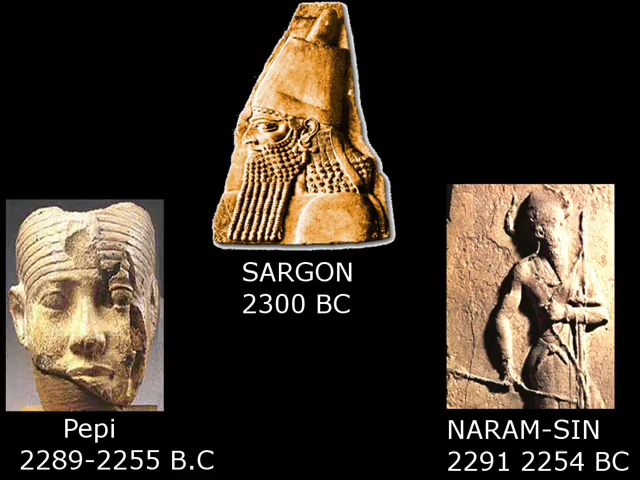 SARGON
2300 BC
Pepi
2289-2255 B.C
NARAM-SIN
2291 2254 BC